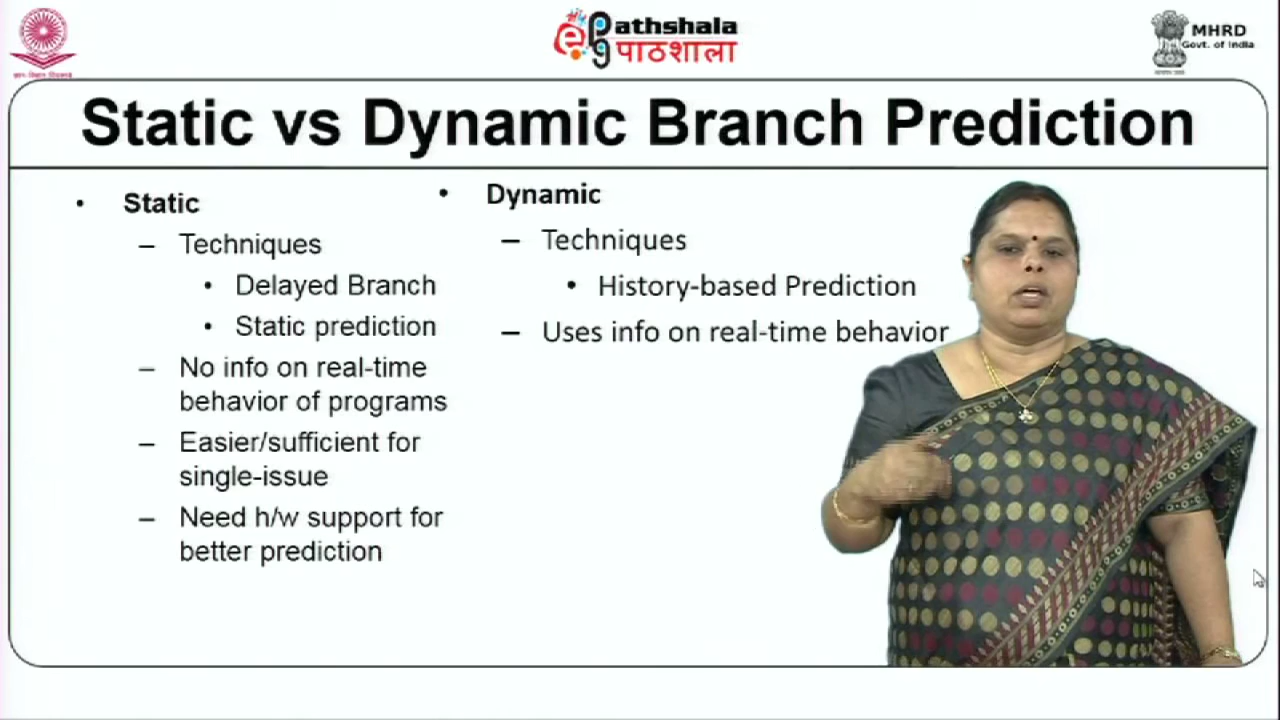 ePathshala
पाठशाला
MHRD
Govt. of India
Static vs Dynamic Branch Prediction
• Static
– Techniques
• Delayed Branch
• Static prediction
– No info on real-time
behavior of programs
– Easier/sufficient for
single-issue
– Need h/w support for
better prediction
• Dynamic
– Techniques
• History-based Prediction
– Uses info on real-time behavior